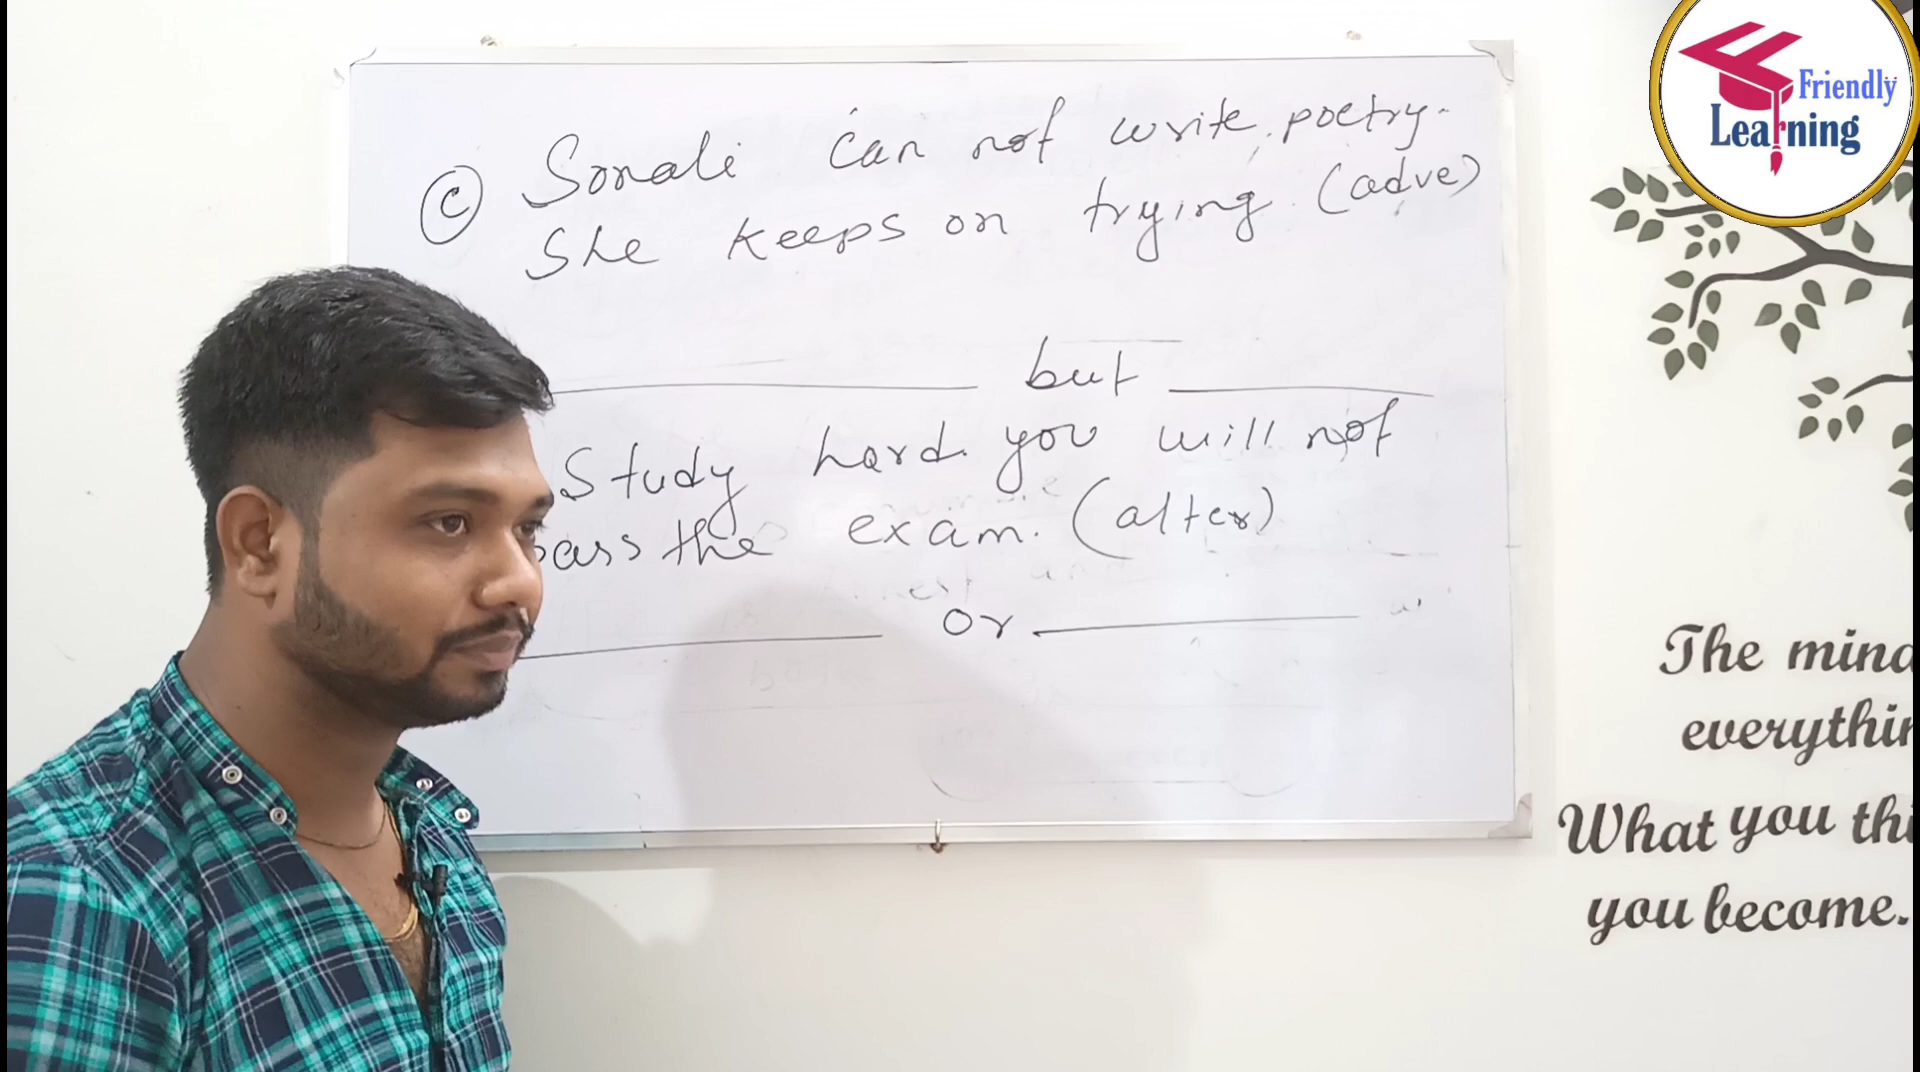 © Sonali can not write poetry.
She keeps on trying. (adve)
but
Study hard. you will not
pass the exam. (alter)
or
Friendly
Learning
The mind
everythin
What you thi
you become.